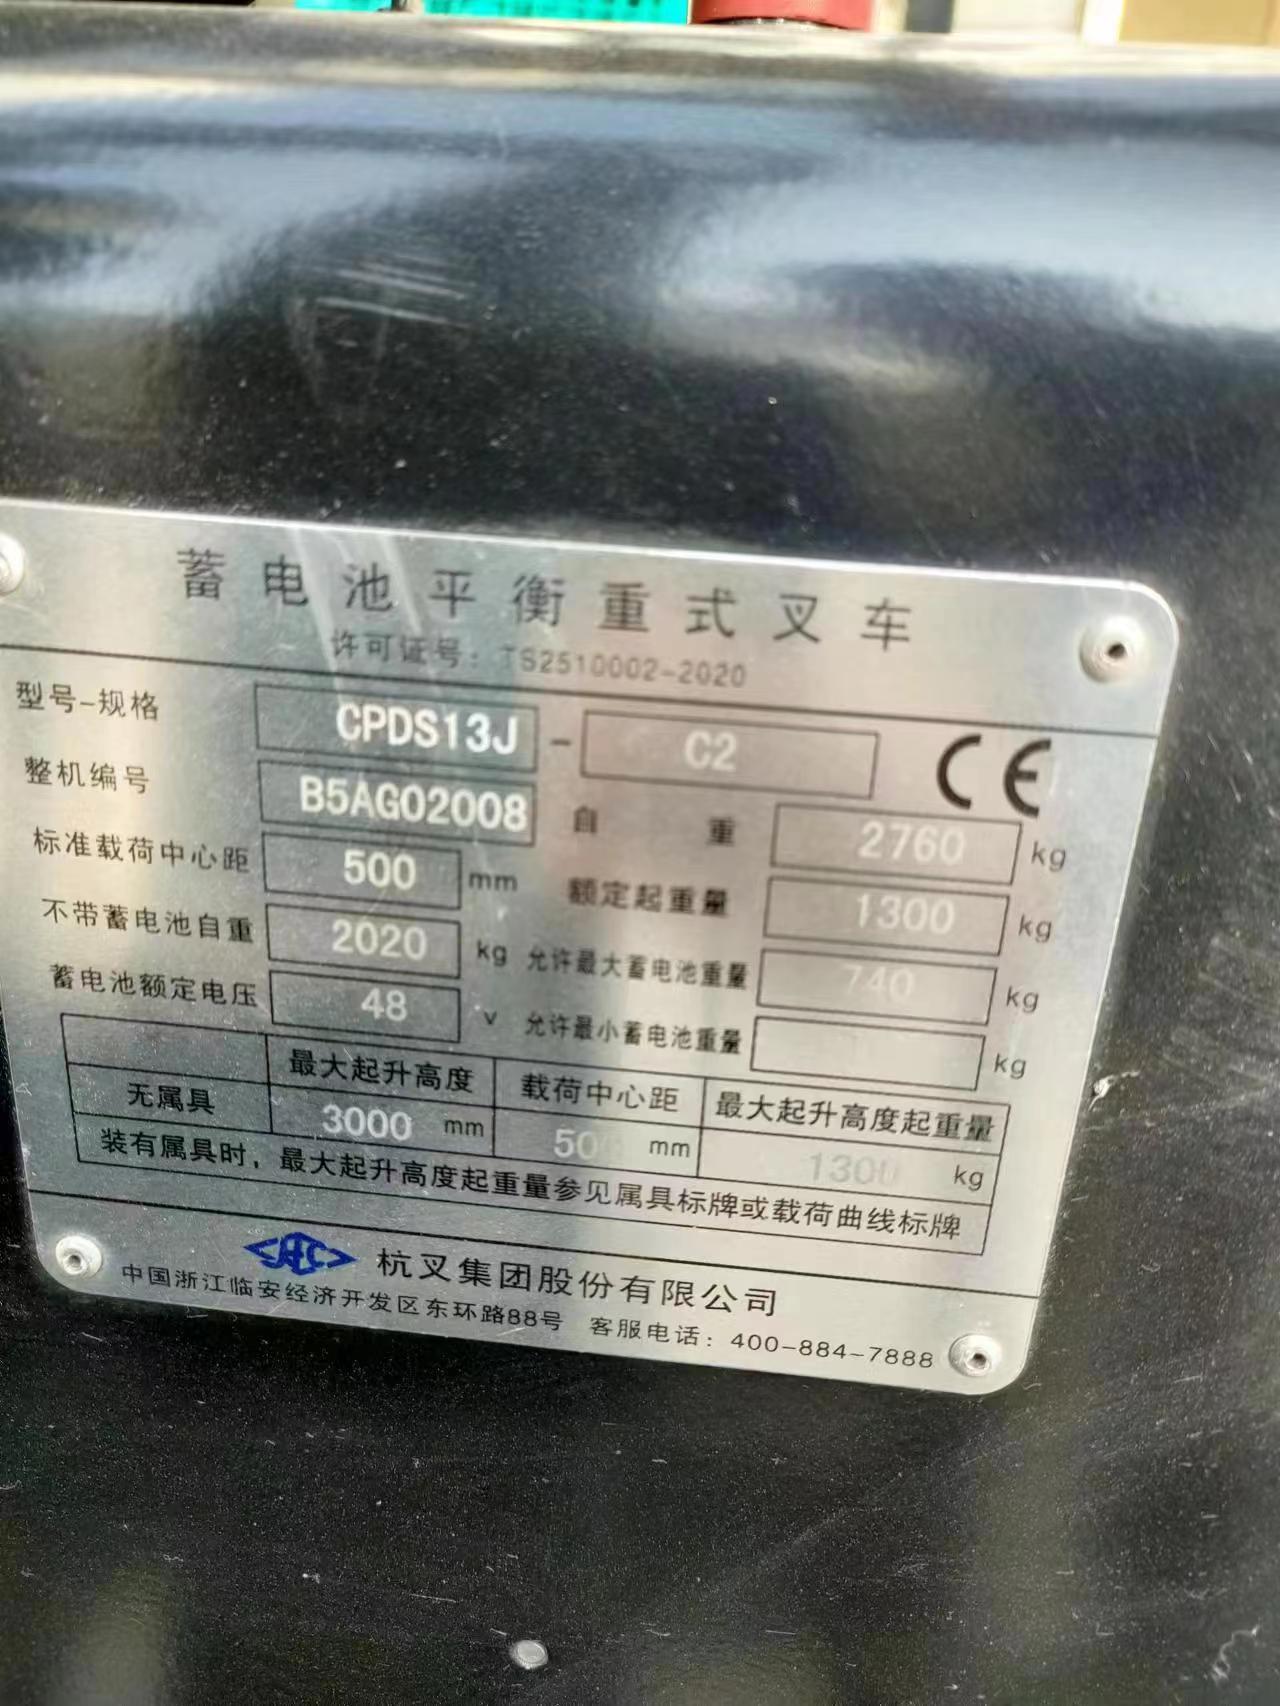 蓄电池平衡重式叉车
许可证号：TS2510002-2020
型号-规格 CPDS13J - C2 CE
整机编号 B5AG02008 自重 2760 kg
标准载荷中心距 500 mm 额定起重量 1300 kg
不带蓄电池自重 2020 kg 允许最大蓄电池重量 740 kg
蓄电池额定电压 48 v 允许最小蓄电池重量 kg
最大起升高度 载荷中心距 最大起升高度起重量
无属具 3000 mm 500 mm 1300 kg
装有属具时，最大起升高度起重量参见属具标牌或载荷曲线标牌
杭叉集团股份有限公司
中国浙江临安经济开发区东环路88号 客服电话：400-884-7888